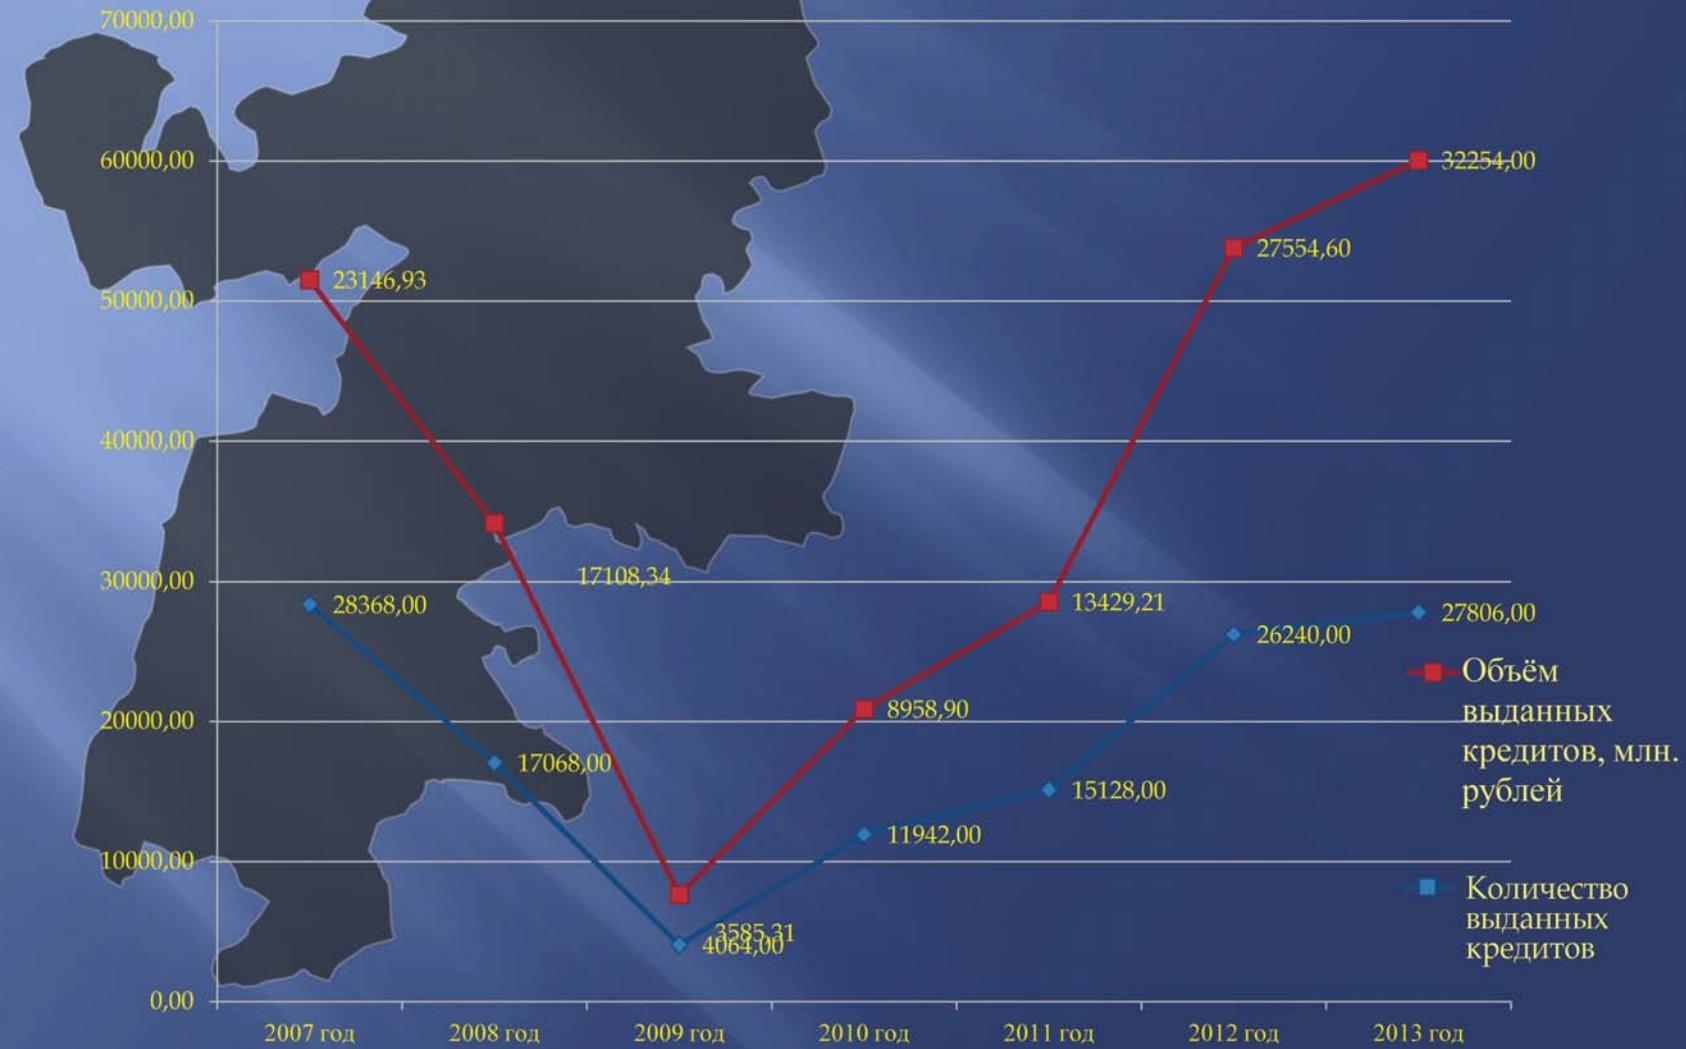 70000,00
60000,00
50000,00
40000,00
30000,00
20000,00
10000,00
0,00
23146,93
17108,34
3585,31
8958,90
13429,21
27554,60
32254,00
28368,00
17068,00
4064,00
11942,00
15128,00
26240,00
27806,00
Объём
выданных
кредитов, млн.
рублей
Количество
выданных
кредитов
2007 год
2008 год
2009 год
2010 год
2011 год
2012 год
2013 год